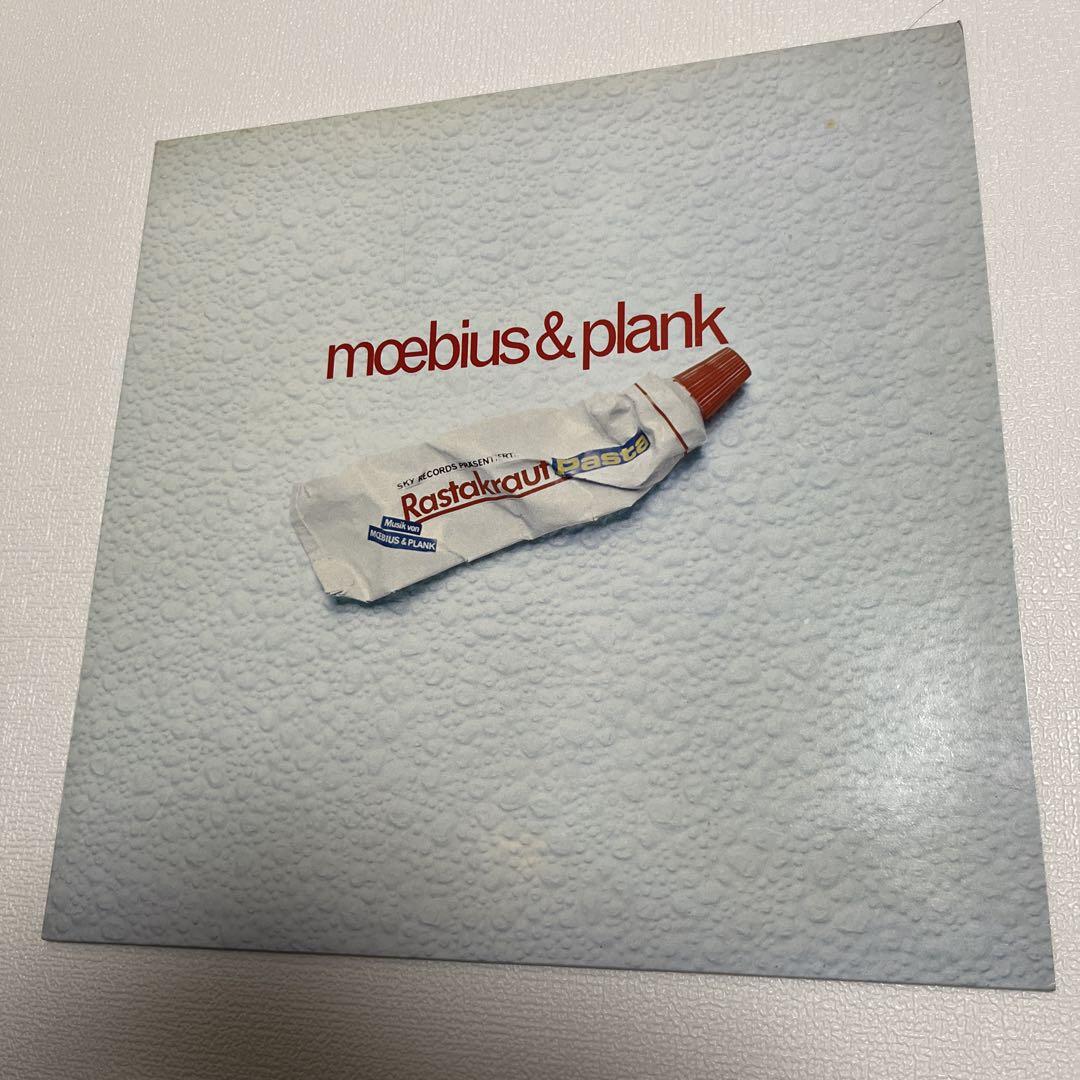 mœbius & plank
SKY RECORDS PRÄSENTIERT:
Rastakraut Pasta
Musik von
MŒBIUS & PLANK